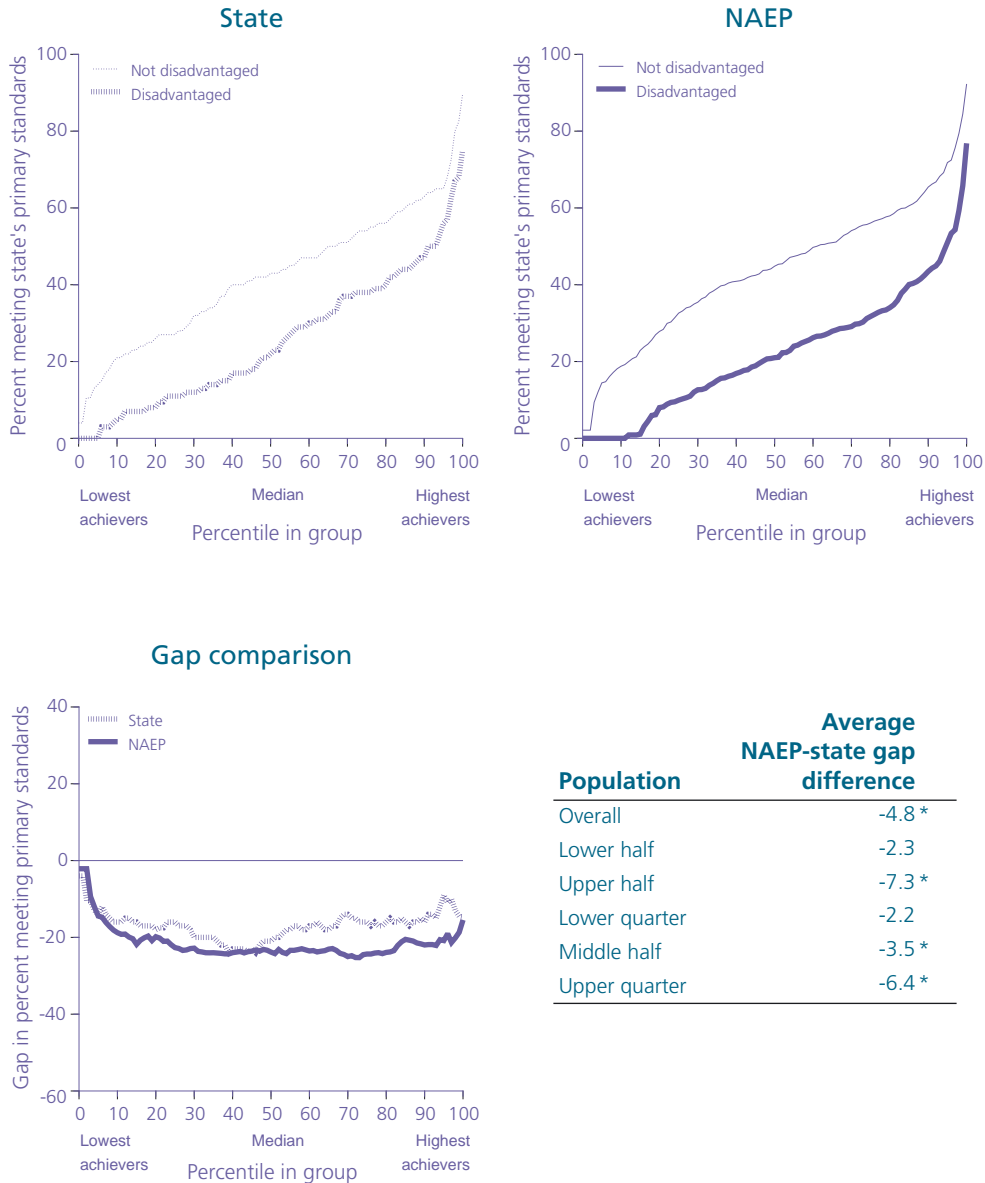 State
Percent meeting state's primary standards
100
80
60
40
20
0
Not disadvantaged
Disadvantaged
0 10 20 30 40 50 60 70 80 90 100
Lowest achievers
Median
Highest achievers
Percentile in group
NAEP
Percent meeting state's primary standards
100
80
60
40
20
0
Not disadvantaged
Disadvantaged
0 10 20 30 40 50 60 70 80 90 100
Lowest achievers
Median
Highest achievers
Percentile in group
Gap comparison
Gap in percent meeting primary standards
40
20
0
-20
-40
-60
State
NAEP
0 10 20 30 40 50 60 70 80 90 100
Lowest achievers
Median
Highest achievers
Percentile in group
Average
NAEP-state gap
Population difference
Overall -4.8 *
Lower half -2.3
Upper half -7.3 *
Lower quarter -2.2
Middle half -3.5 *
Upper quarter -6.4 *